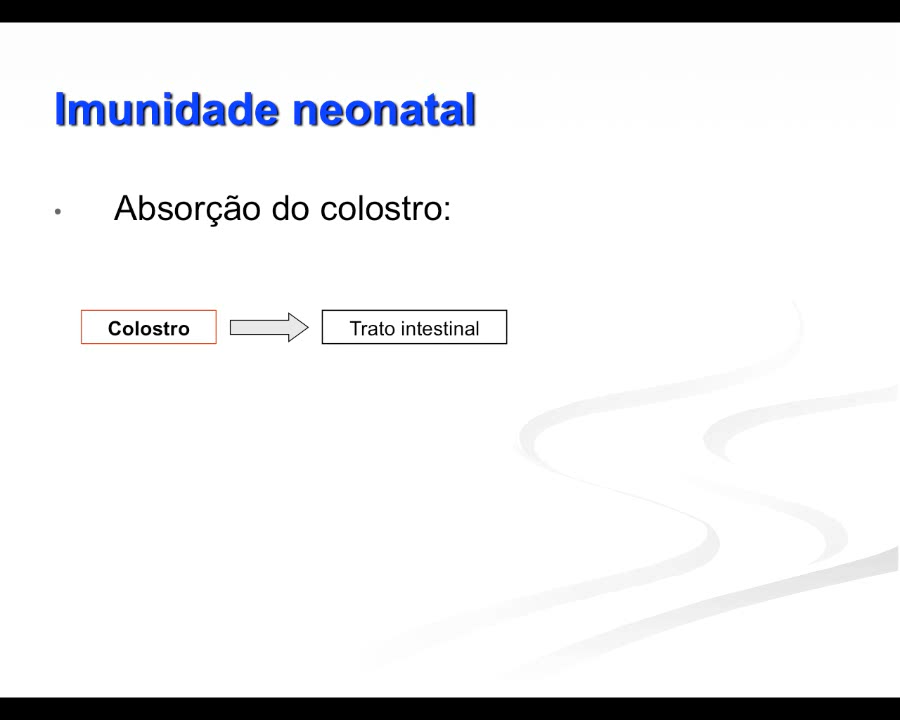 Imunidade neonatal
• Absorção do colostro:
Colostro Trato intestinal